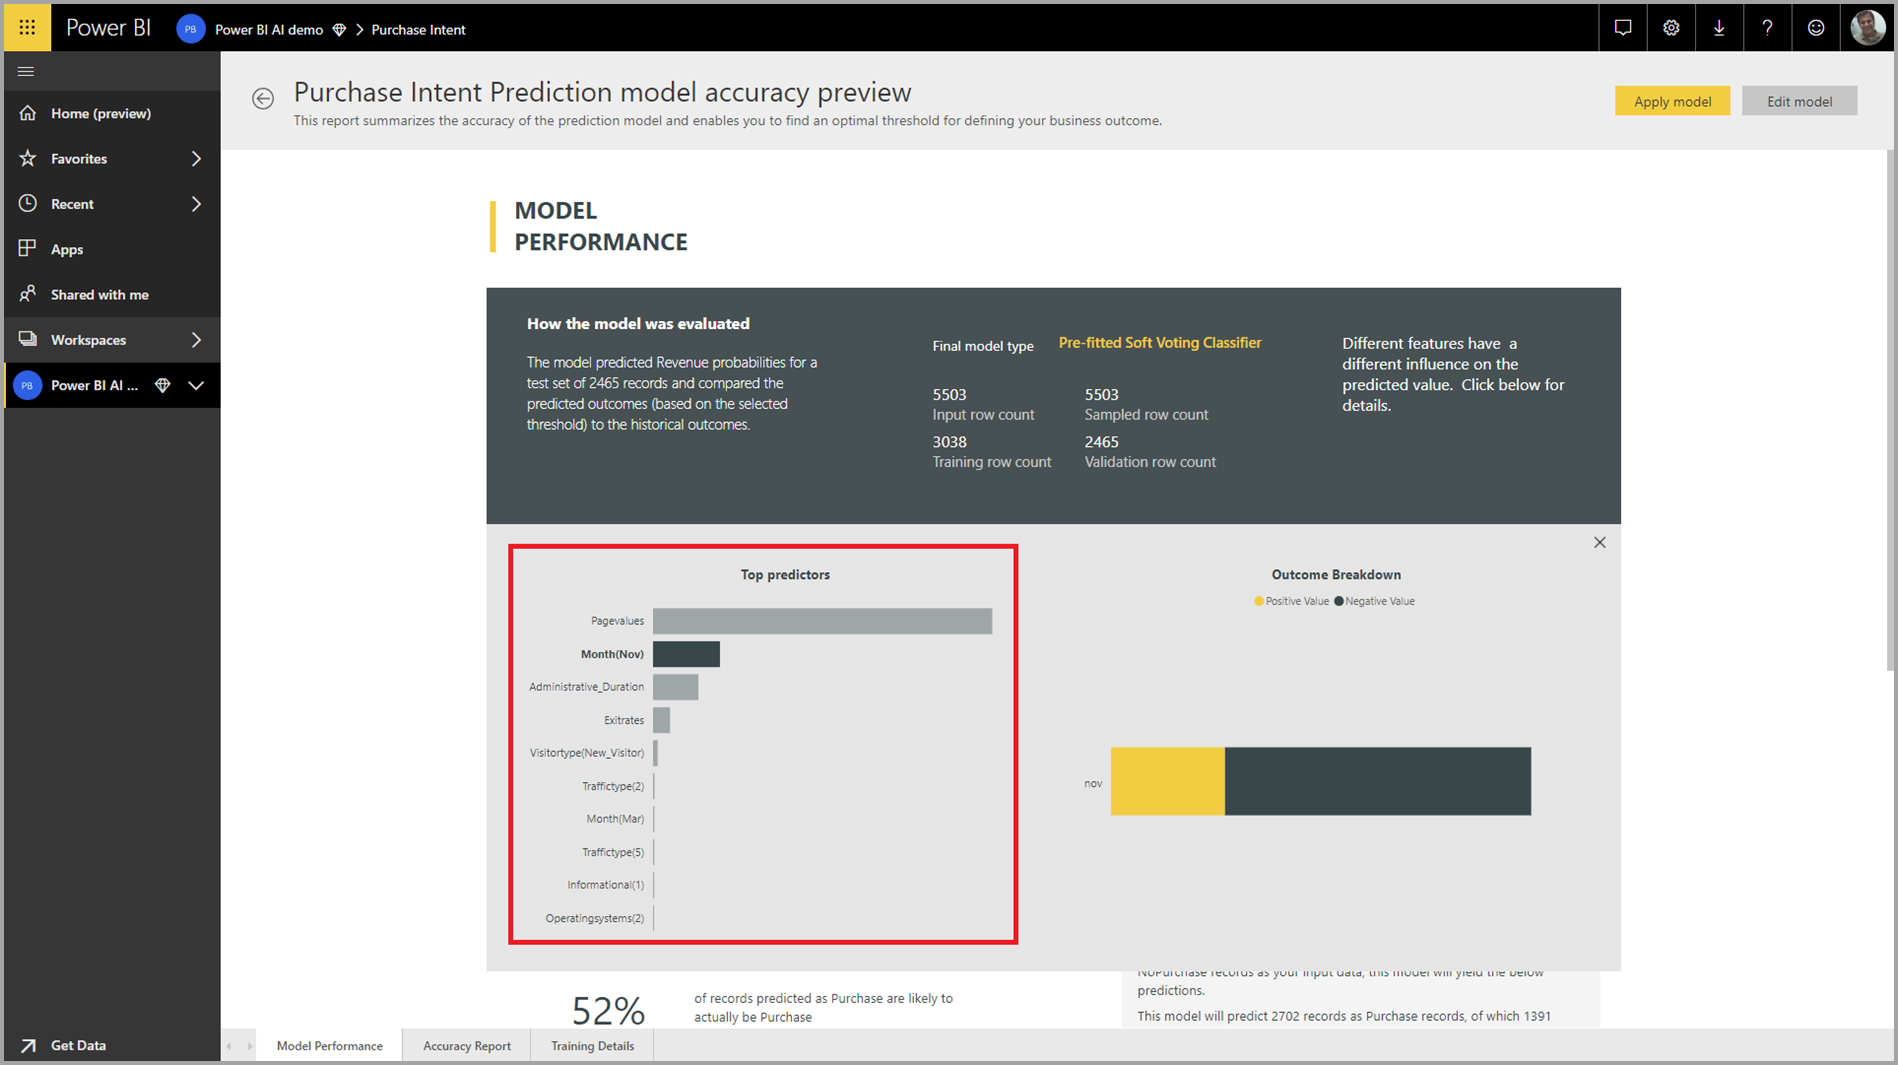 Power BI
PB
Power BI AI demo
Purchase Intent
?
Home (preview)
Favorites
Recent
Apps
Shared with me
Workspaces
PB
Power BI AI ...
Get Data
Purchase Intent Prediction model accuracy preview
This report summarizes the accuracy of the prediction model and enables you to find an optimal threshold for defining your business outcome.
Apply model
Edit model
MODEL
PERFORMANCE
How the model was evaluated
The model predicted Revenue probabilities for a
test set of 2465 records and compared the
predicted outcomes (based on the selected
threshold) to the historical outcomes.
Final model type
Pre-fitted Soft Voting Classifier
5503
Input row count
5503
Sampled row count
3038
Training row count
2465
Validation row count
Different features have a
different influence on the
predicted value. Click below for
details.
Top predictors
Pagevalues
Month(Nov)
Administrative_Duration
Exitrates
Visitortype(New_Visitor)
Traffictype(2)
Month(Mar)
Traffictype(5)
Informational(1)
Operatingsystems(2)
Outcome Breakdown
Positive Value
Negative Value
nov
52%
of records predicted as Purchase are likely to
actually be Purchase
NoPurchase records as your input data, this model will yield the below
predictions.
This model will predict 2702 records as Purchase records, of which 1391
Model Performance
Accuracy Report
Training Details